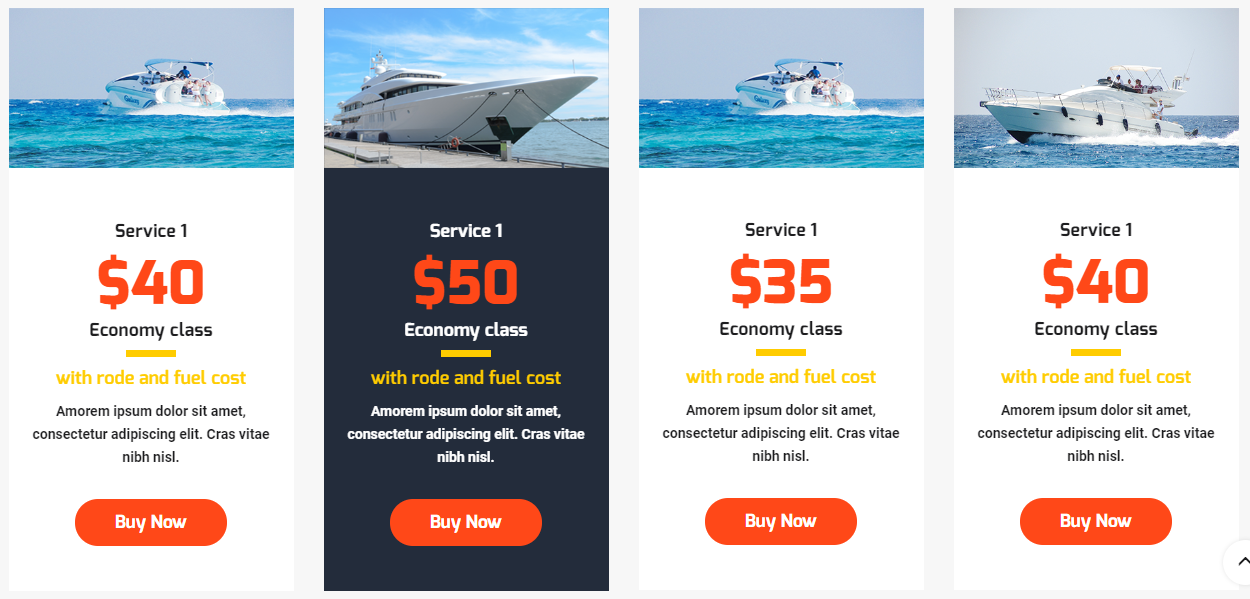 Service 1
$40
Economy class
with rode and fuel cost
Amorem ipsum dolor sit amet,
consectetur adipiscing elit. Cras vitae
nibh nisl.
Buy Now
Service 1
$50
Economy class
with rode and fuel cost
Amorem ipsum dolor sit amet,
consectetur adipiscing elit. Cras vitae
nibh nisl.
Buy Now
Service 1
$35
Economy class
with rode and fuel cost
Amorem ipsum dolor sit amet,
consectetur adipiscing elit. Cras vitae
nibh nisl.
Buy Now
Service 1
$40
Economy class
with rode and fuel cost
Amorem ipsum dolor sit amet,
consectetur adipiscing elit. Cras vitae
nibh nisl.
Buy Now